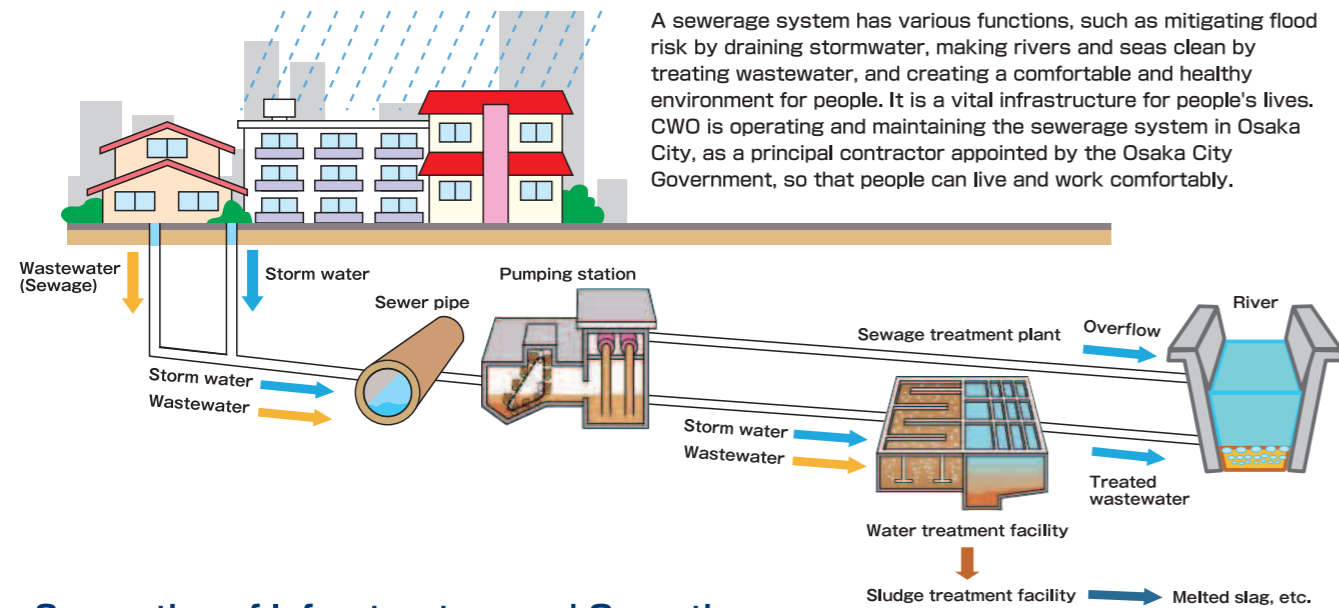 A sewerage system has various functions, such as mitigating flood
risk by draining stormwater, making rivers and seas clean by
treating wastewater, and creating a comfortable and healthy
environment for people. It is a vital infrastructure for people's lives.
CWO is operating and maintaining the sewerage system in Osaka
City, as a principal contractor appointed by the Osaka City
Government, so that people can live and work comfortably.
Wastewater
(Sewage)
Storm water
Pumping station
Sewer pipe
Sewage treatment plant
Overflow
River
Storm water
Wastewater
Storm water
Wastewater
Treated
wastewater
Water treatment facility
Sludge treatment facility
Melted slag, etc.